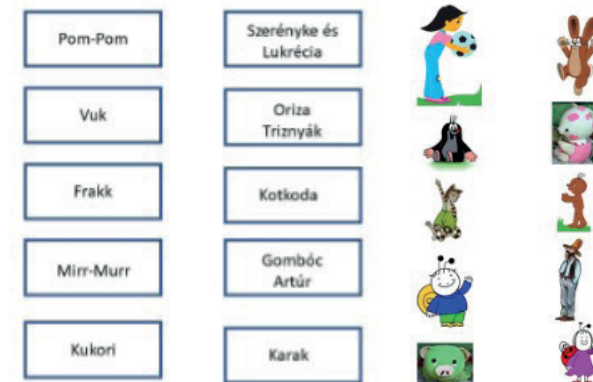 Pom-Pom
Szerényke és
Lukrécia
Vuk
Oriza
Triznyák
Frakk
Kotkoda
Mirr-Murr
Gombóc
Artúr
Kukori
Karak